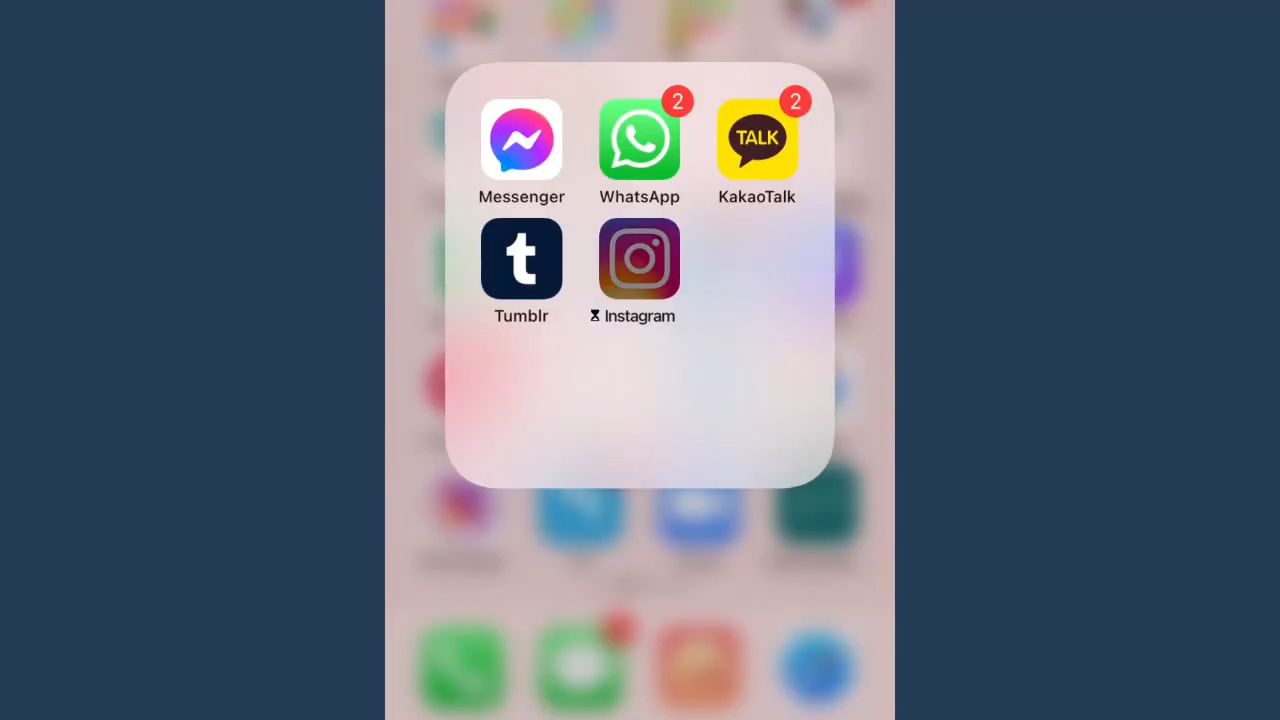 2
2
TALK
Messenger
WhatsApp
KakaoTalk
t
Tumblr
Instagram